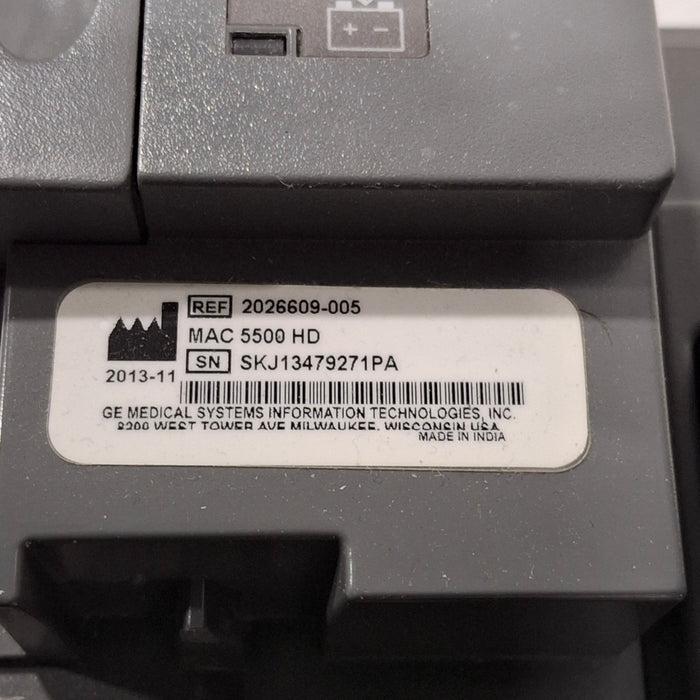 REF 2026609-005
MAC 5500 HD
SN SKJ13479271PA
2013-11
GE MEDICAL SYSTEMS INFORMATION TECHNOLOGIES, INC.
8200 WEST TOWER AVE MILWAUKEE, WISCONSIN USA
MADE IN INDIA